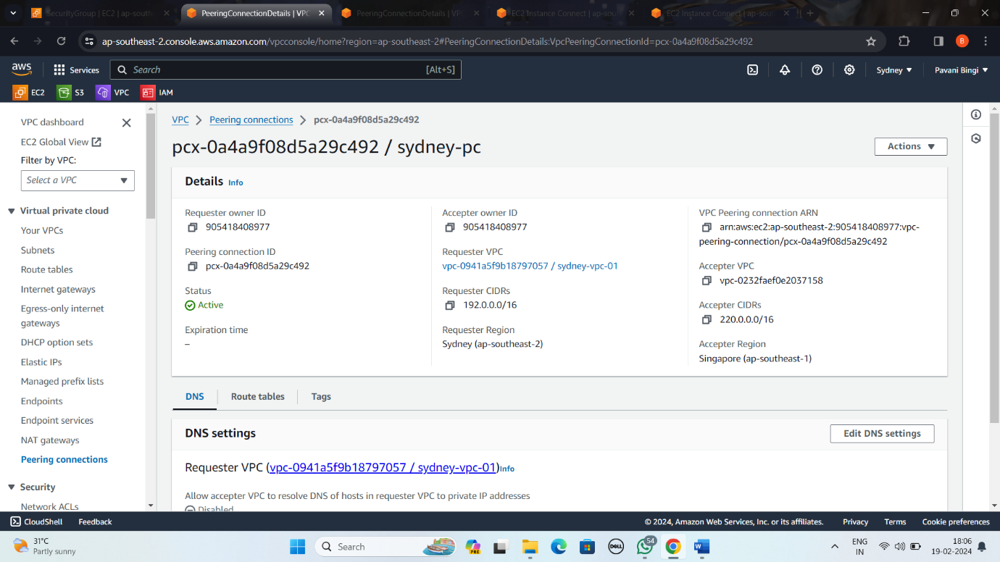 SecurityGroup | EC2 | ap-south
PeeringConnectionDetails | VPC
PeeringConnectionDetails | VP
EC2 Instance Connect | ap-sou
EC2 Instance Connect | ap-sout
ap-southeast-2.console.aws.amazon.com/vpcconsole/home?region=ap-southeast-2#PeeringConnectionDetails:VpcPeeringConnectionId=pcx-0a4a9f08d5a29c492
B
aws
Services
Search
[Alt+S]
Sydney
Pavani Bingi
EC2
S3
VPC
IAM
VPC dashboard
EC2 Global View
Filter by VPC:
Select a VPC
Virtual private cloud
Your VPCs
Subnets
Route tables
Internet gateways
Egress-only internet
gateways
DHCP option sets
Elastic IPs
Managed prefix lists
Endpoints
Endpoint services
NAT gateways
Peering connections
Security
Network ACLs
VPC
Peering connections
pcx-0a4a9f08d5a29c492
pcx-0a4a9f08d5a29c492 / sydney-pc
Actions
Details Info
Requester owner ID
905418408977
Peering connection ID
pcx-0a4a9f08d5a29c492
Status
Active
Expiration time
–
Accepter owner ID
905418408977
Requester VPC
vpc-0941a5f9b18797057 / sydney-vpc-01
Requester CIDRs
192.0.0.0/16
Requester Region
Sydney (ap-southeast-2)
VPC Peering connection ARN
arn:aws:ec2:ap-southeast-2:905418408977:vpc-
peering-connection/pcx-0a4a9f08d5a29c492
Accepter VPC
vpc-0232faef0e2037158
Accepter CIDRs
220.0.0.0/16
Accepter Region
Singapore (ap-southeast-1)
DNS
Route tables
Tags
DNS settings
Edit DNS settings
Requester VPC (vpc-0941a5f9b18797057 / sydney-vpc-01)Info
Allow accepter VPC to resolve DNS of hosts in requester VPC to private IP addresses
Disabled
CloudShell
Feedback
© 2024, Amazon Web Services, Inc. or its affiliates.
Privacy
Terms
Cookie preferences
31°C
Partly sunny
Search
PRE
DELL
54
ENG
IN
18:06
19-02-2024